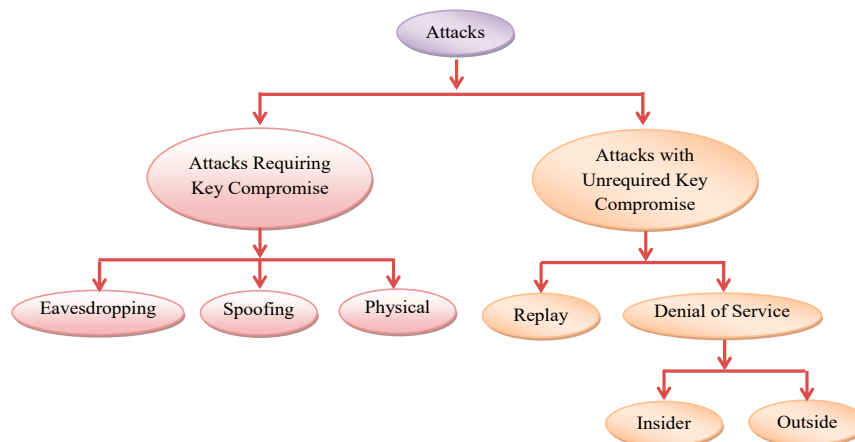 Attacks
Attacks Requiring
Key Compromise
Attacks with
Unrequired Key
Compromise
Eavesdropping
Spoofing
Physical
Replay
Denial of Service
Insider
Outside